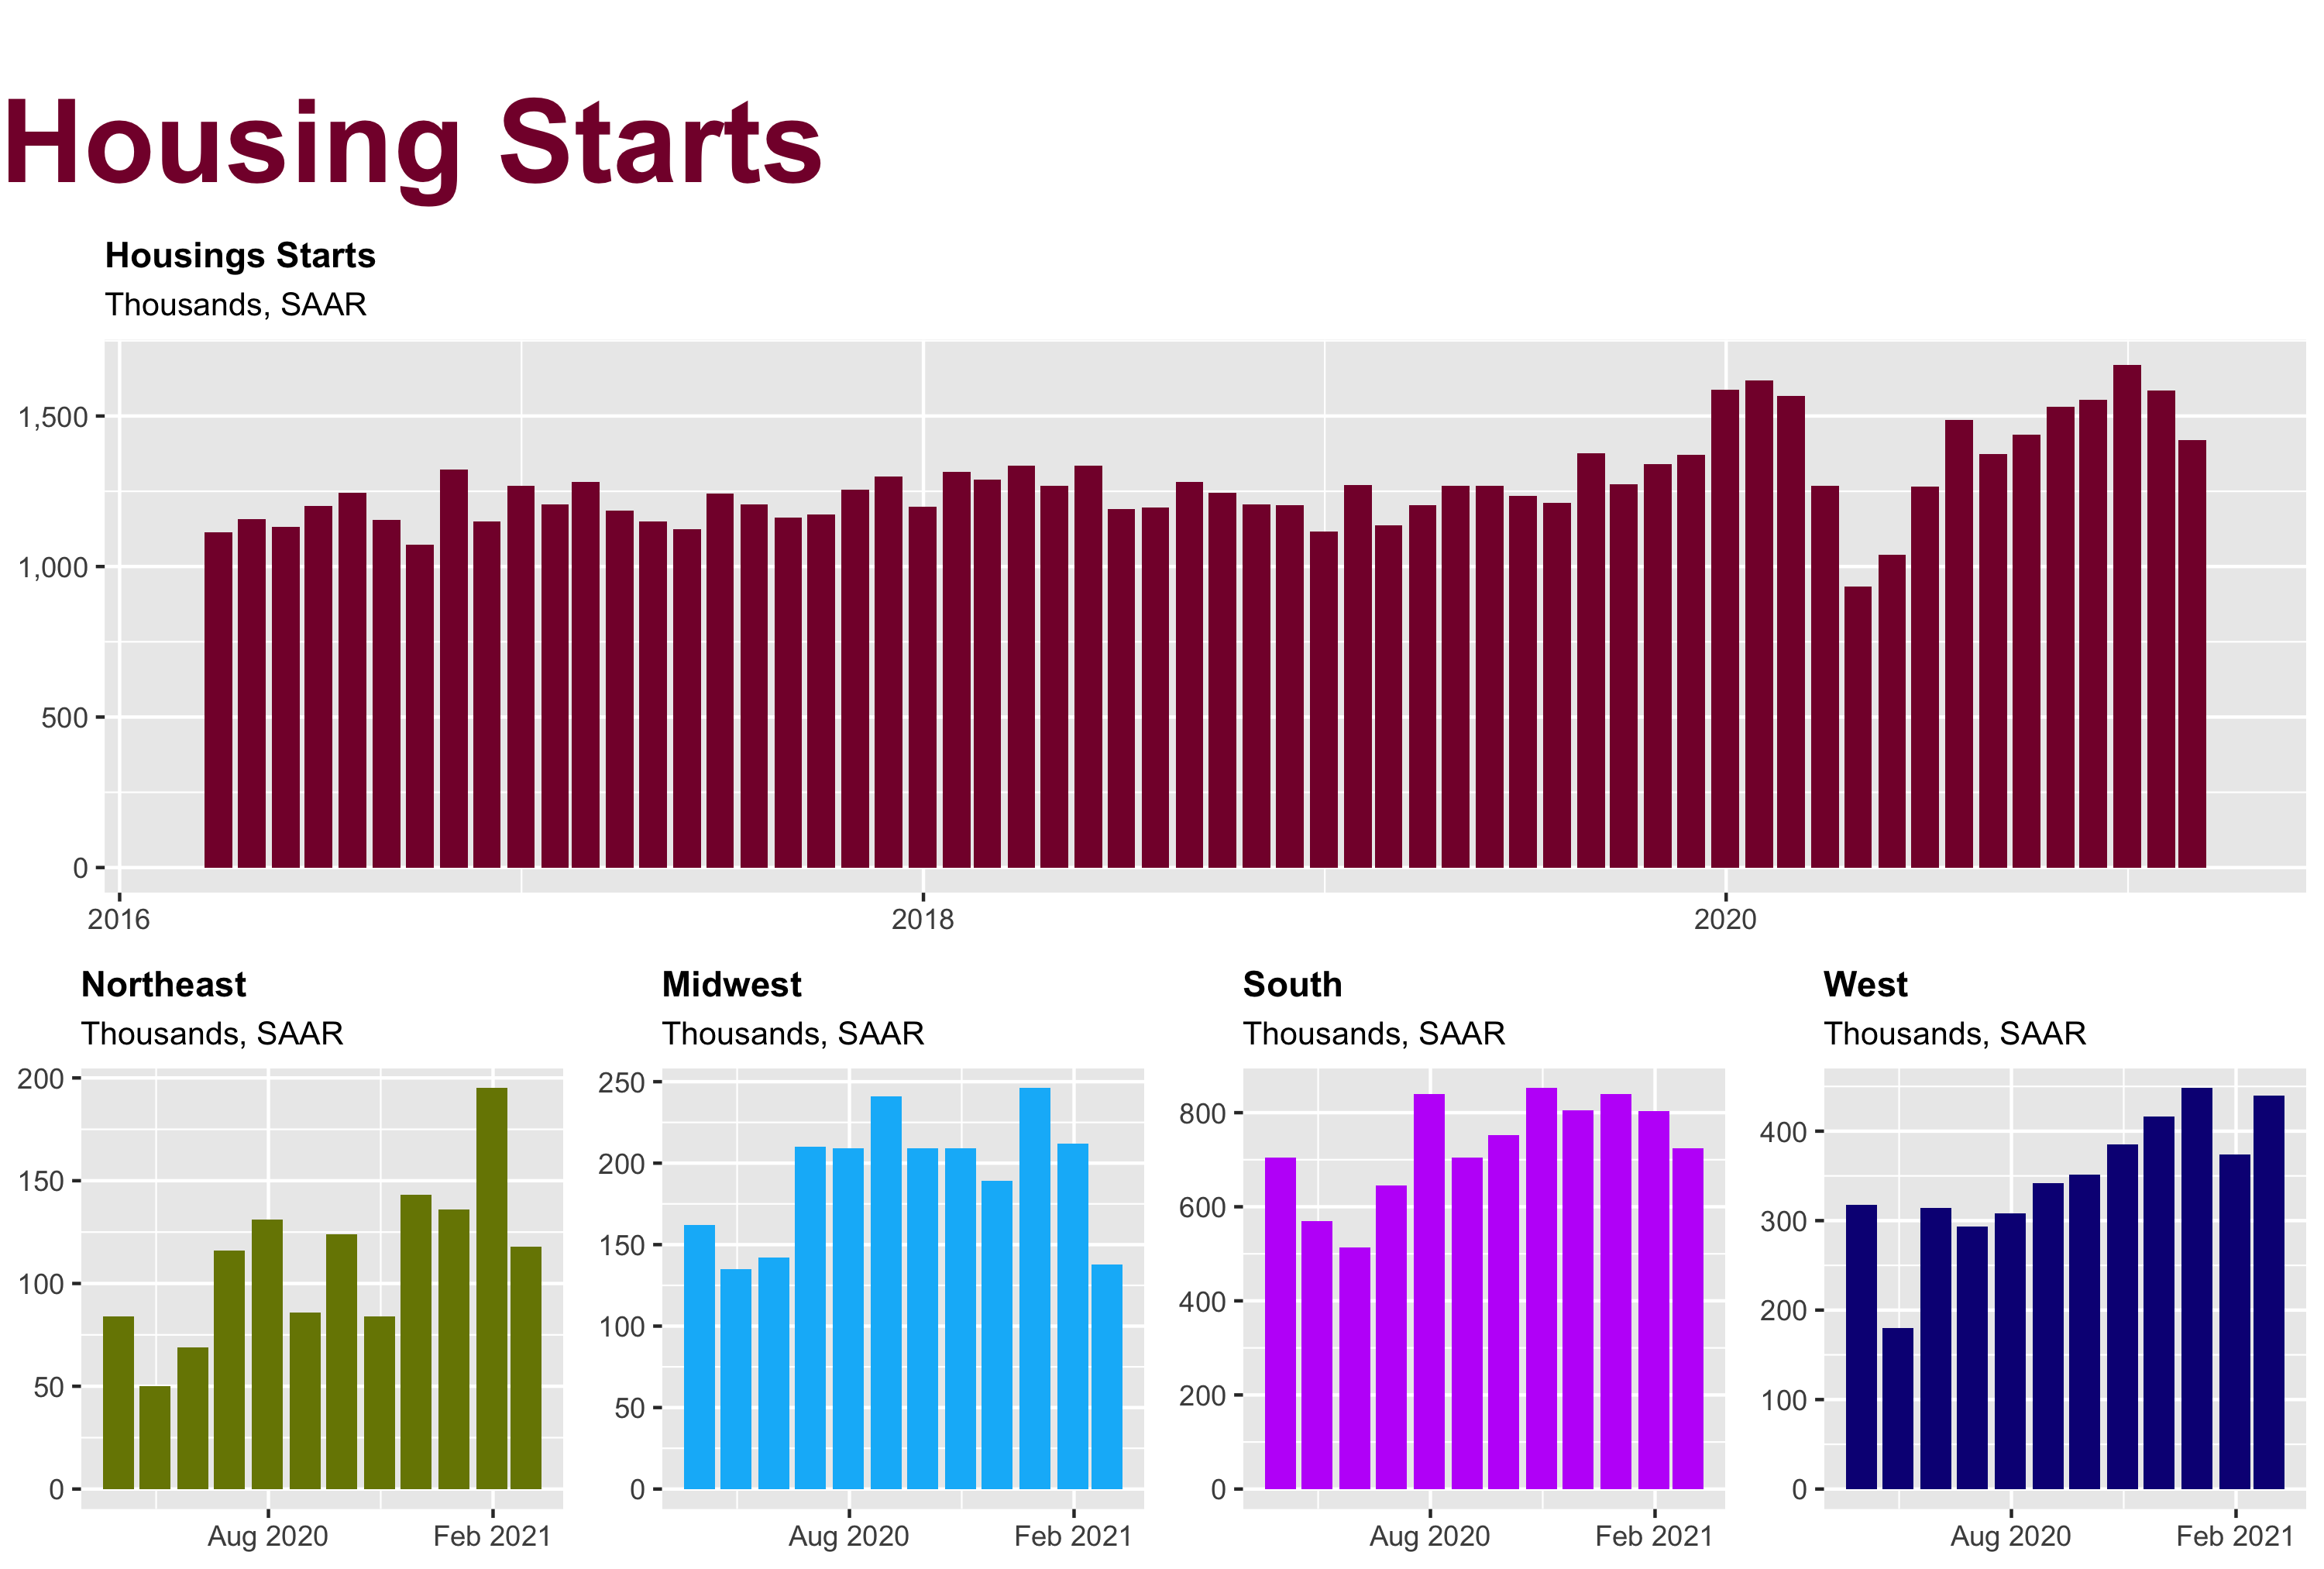 Housing Starts
Housings Starts
Thousands, SAAR
1,500
1,000
500
0
2016 2018 2020
Northeast
Thousands, SAAR
200
150
100
50
0
Aug 2020 Feb 2021
Midwest
Thousands, SAAR
250
200
150
100
50
0
Aug 2020 Feb 2021
South
Thousands, SAAR
800
600
400
200
0
Aug 2020 Feb 2021
West
Thousands, SAAR
400
300
200
100
0
Aug 2020 Feb 2021